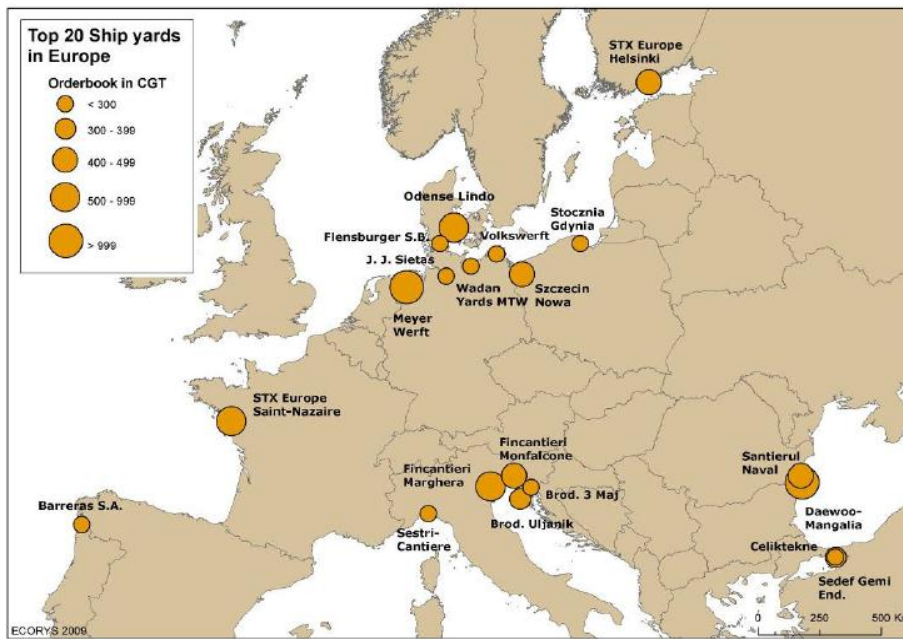 Top 20 Ship yards
in Europe
Orderbook in CGT
< 300
300 - 399
400 - 499
500 - 999
> 999
STX Europe
Helsinki
Odense Lindo
Stocznia
Gdynia
Flensburger S.B.
Volkswerft
J. J. Sietas
Wadan
Yards MTW
Szczecin
Nowa
Meyer
Werft
STX Europe
Saint-Nazaire
Fincantieri
Monfalcone
Fincantieri
Marghera
Santierul
Naval
Brod. 3 Maj
Barreras S.A.
Brod. Uljanik
Daewoo-
Mangalia
Sestri-
Cantiere
Celiktekne
Sedef Gemi
End.
0 250 500 K
ECORYS 2009